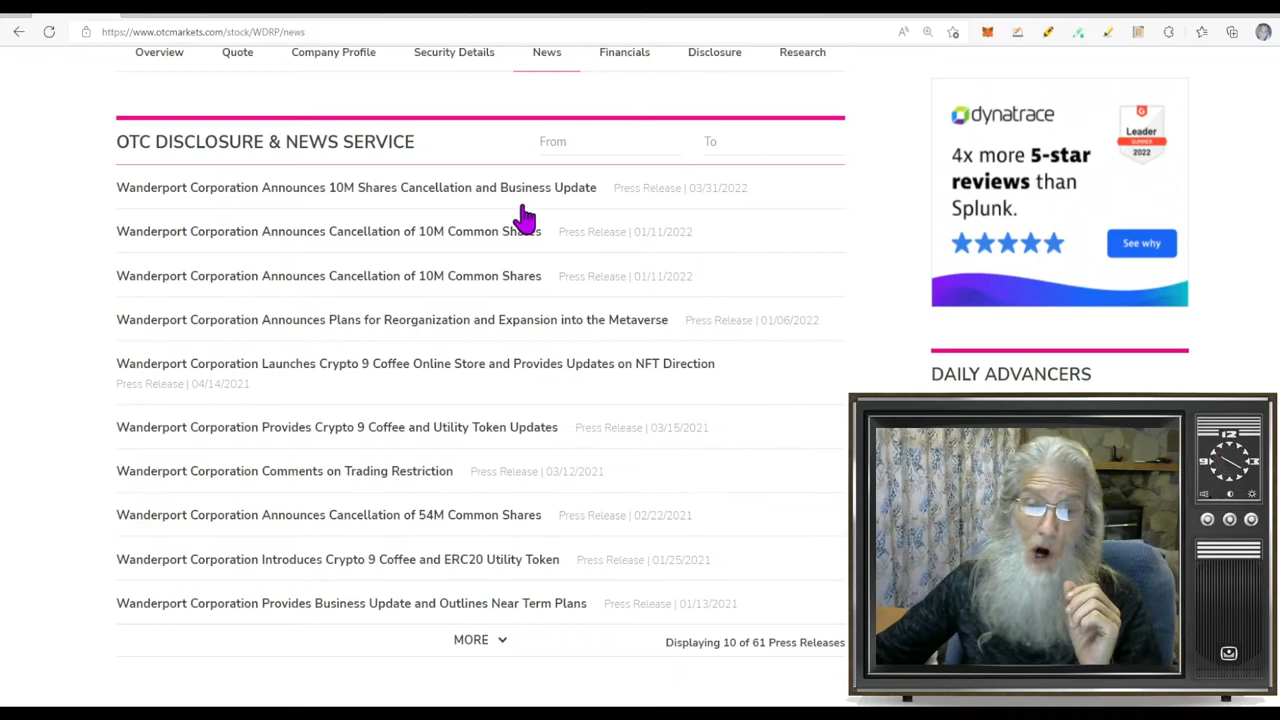 https://www.otcmarkets.com/stock/WDRP/news
Overview Quote Company Profile Security Details News Financials Disclosure Research
OTC DISCLOSURE & NEWS SERVICE From To
Wanderport Corporation Announces 10M Shares Cancellation and Business Update Press Release | 03/31/2022
Wanderport Corporation Announces Cancellation of 10M Common Shares Press Release | 01/11/2022
Wanderport Corporation Announces Cancellation of 10M Common Shares Press Release | 01/11/2022
Wanderport Corporation Announces Plans for Reorganization and Expansion into the Metaverse Press Release | 01/06/2022
Wanderport Corporation Launches Crypto 9 Coffee Online Store and Provides Updates on NFT Direction
Press Release | 04/14/2021
Wanderport Corporation Provides Crypto 9 Coffee and Utility Token Updates Press Release | 03/15/2021
Wanderport Corporation Comments on Trading Restriction Press Release | 03/12/2021
Wanderport Corporation Announces Cancellation of 54M Common Shares Press Release | 02/22/2021
Wanderport Corporation Introduces Crypto 9 Coffee and ERC20 Utility Token Press Release | 01/25/2021
Wanderport Corporation Provides Business Update and Outlines Near Term Plans Press Release | 01/13/2021
MORE Displaying 10 of 61 Press Releases
dynatrace
Leader
SUMMER
2022
4x more 5-star
reviews than
Splunk.
See why
DAILY ADVANCERS
12
9 3